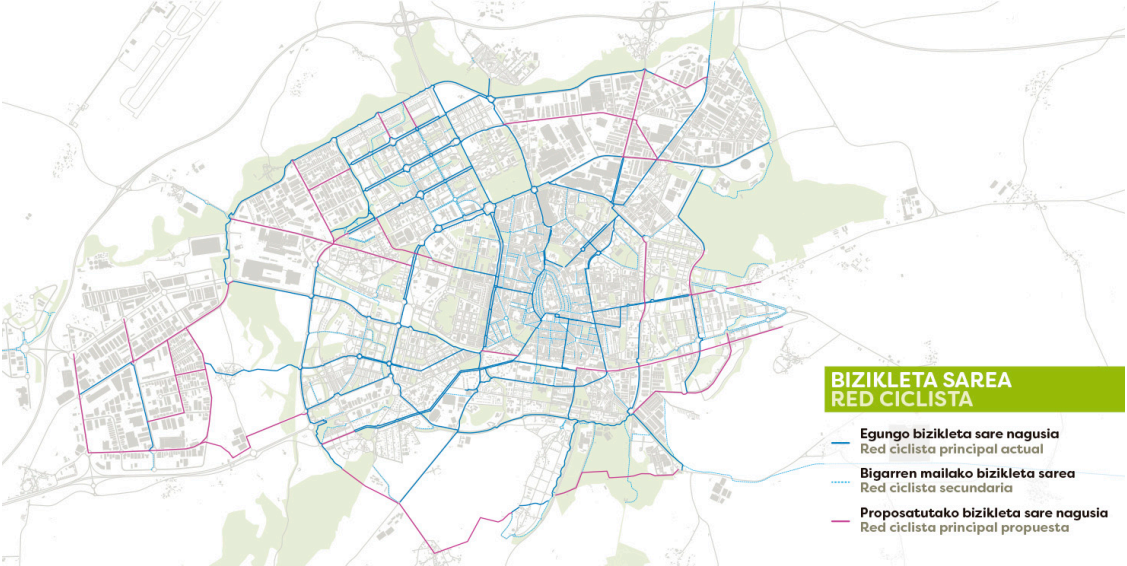 BIZIKLETA SAREA
RED CICLISTA
Egungo bizikleta sare nagusia
Red ciclista principal actual
Bigarren mailako bizikleta sarea
Red ciclista secundaria
Proposatutako bizikleta sare nagusia
Red ciclista principal propuesta